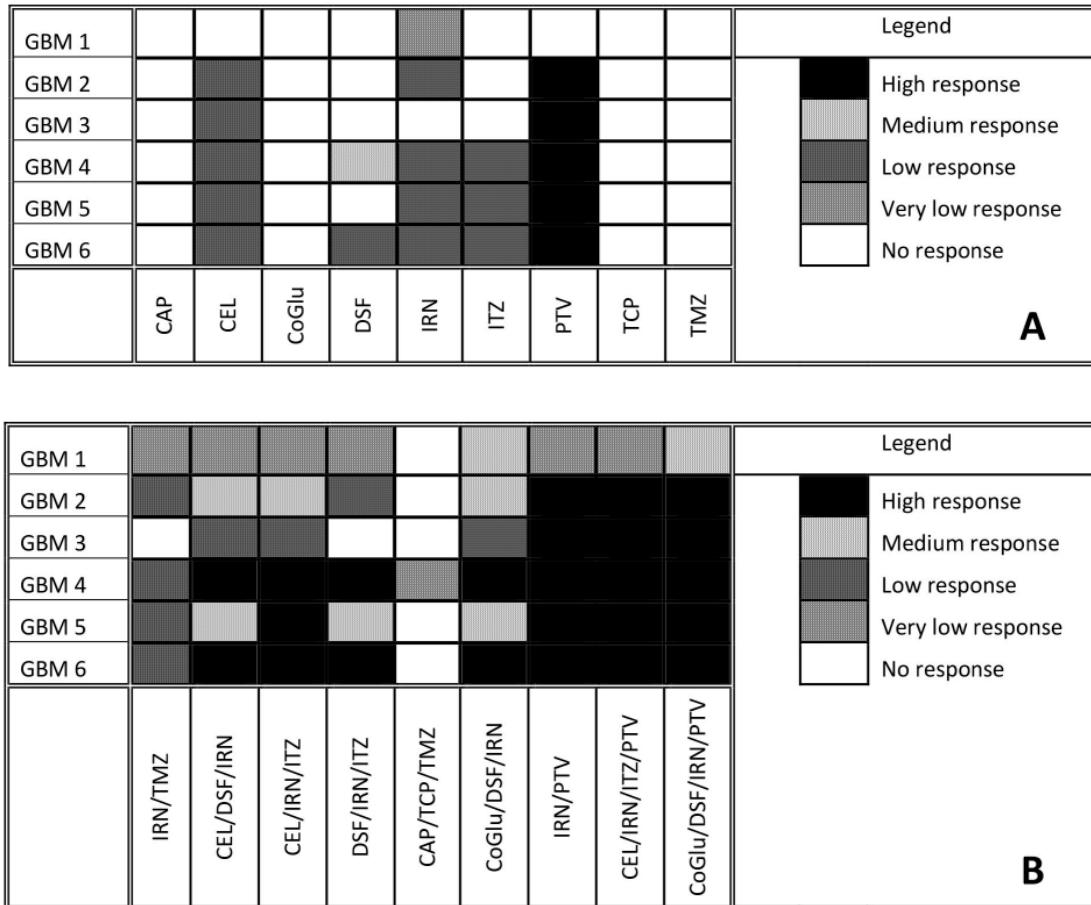 GBM 1
GBM 2
GBM 3
GBM 4
GBM 5
GBM 6
CAP
CEL
CoGlu
DSF
IRN
ITZ
PTV
TCP
TMZ
Legend
High response
Medium response
Low response
Very low response
No response
A
GBM 1
GBM 2
GBM 3
GBM 4
GBM 5
GBM 6
IRN/TMZ
CEL/DSF/IRN
CEL/IRN/ITZ
DSF/IRN/ITZ
CAP/TCP/TMZ
CoGlu/DSF/IRN
IRN/PTV
CEL/IRN/ITZ/PTV
CoGlu/DSF/IRN/PTV
Legend
High response
Medium response
Low response
Very low response
No response
B